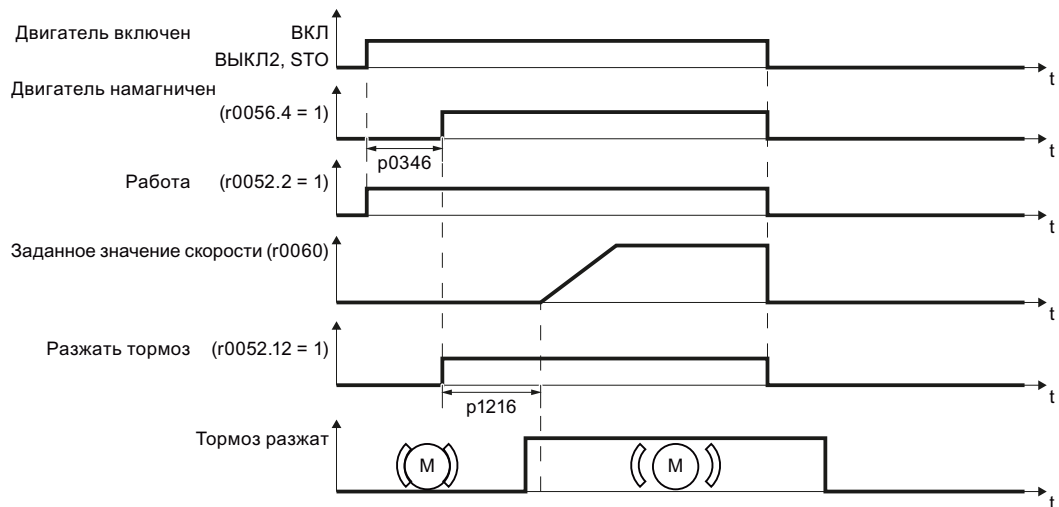 Двигатель включен ВКЛ
ВЫКЛ2, STO
t
Двигатель намагничен
(r0056.4 = 1)
t
p0346
Работа (r0052.2 = 1)
t
Заданное значение скорости (r0060)
t
Разжать тормоз (r0052.12 = 1)
t
p1216
Тормоз разжат
M M
t